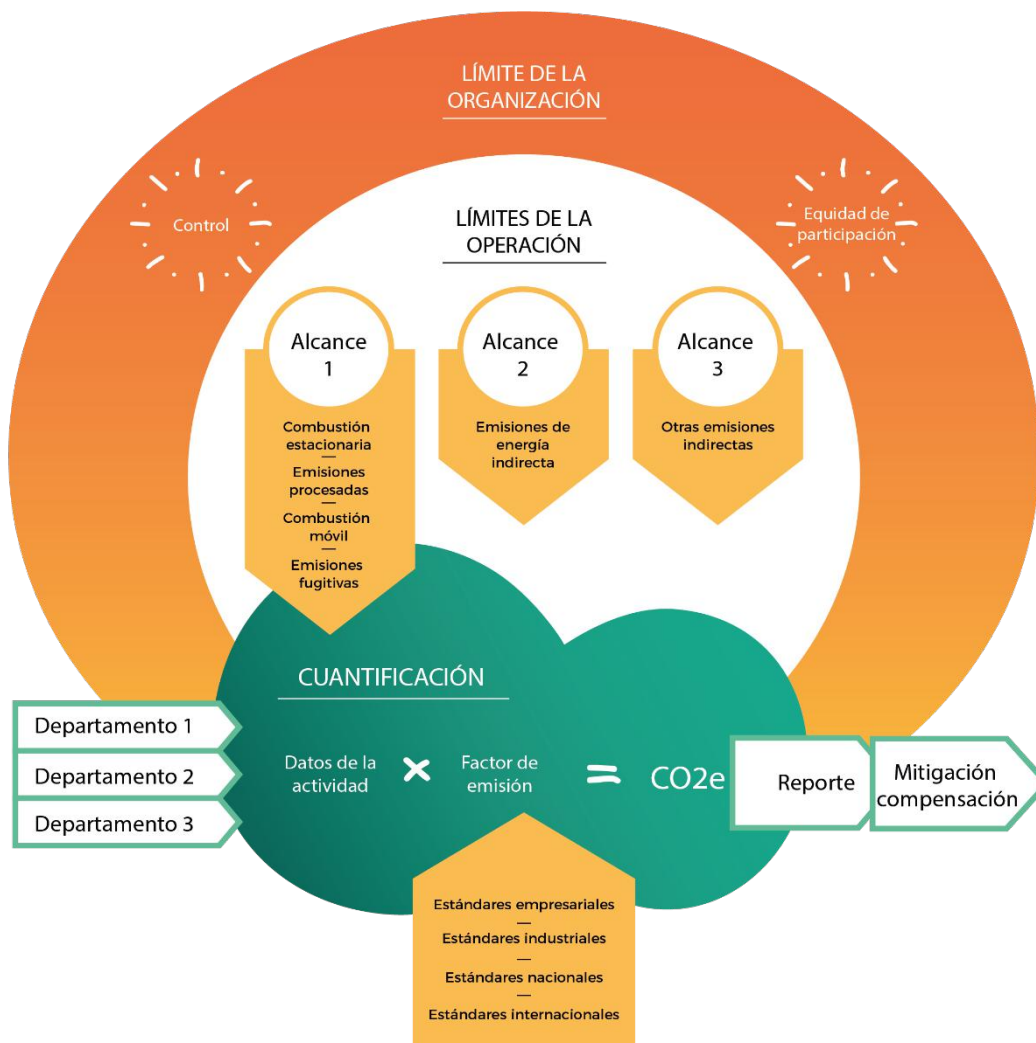 LÍMITE DE LA
ORGANIZACIÓN
Control
Equidad de
participación
LÍMITES DE LA
OPERACIÓN
Alcance
1
Combustión
estacionaria
Emisiones
procesadas
Combustión
móvil
Emisiones
fugitivas
Alcance
2
Emisiones de
energía
indirecta
Alcance
3
Otras emisiones
indirectas
CUANTIFICACIÓN
Departamento 1
Departamento 2
Departamento 3
Datos de la
actividad
×
Factor de
emisión
=
CO2e
Reporte
Mitigación
compensación
Estándares empresariales
Estándares industriales
Estándares nacionales
Estándares internacionales